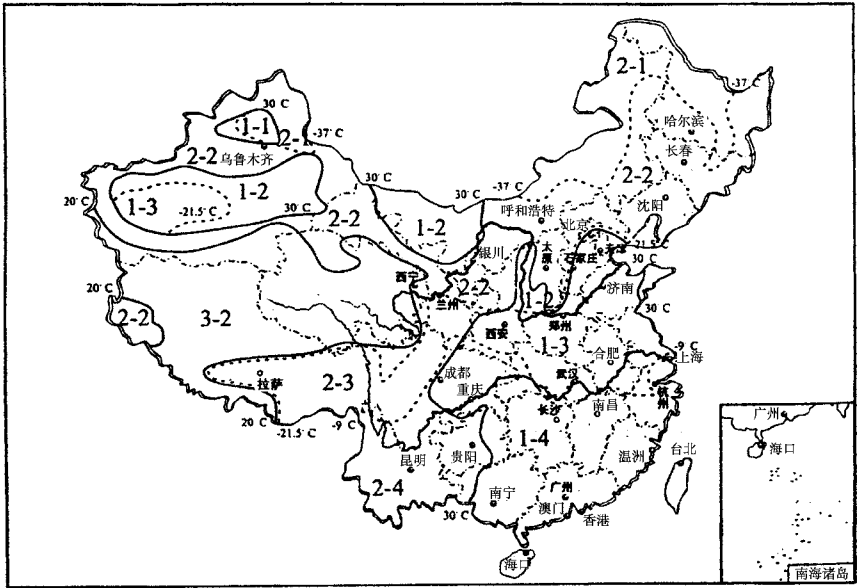 2-1
-37°C
30°C
1-1
2-1
-37°C
哈尔滨
长春
2-2
乌鲁木齐
20°C
1-2
1-3
-21.5°C
30°C
30°C
30°C
-37°C
2-2
沈阳
2-2
1-2
呼和浩特
北京
天津
-21.5°C
30°C
银川
太原
石家庄
西宁
兰州
2-2
1-2
济南
30°C
20°C
2-2
3-2
郑州
西安
1-3
合肥
-9°C
上海
拉萨
2-3
成都
重庆
武汉
杭州
20°C
-21.5°C
-9°C
长沙
南昌
1-4
昆明
贵阳
温洲
台北
2-4
南宁
广州
30°C
澳门
香港
海口
广州
海口
南海诸岛